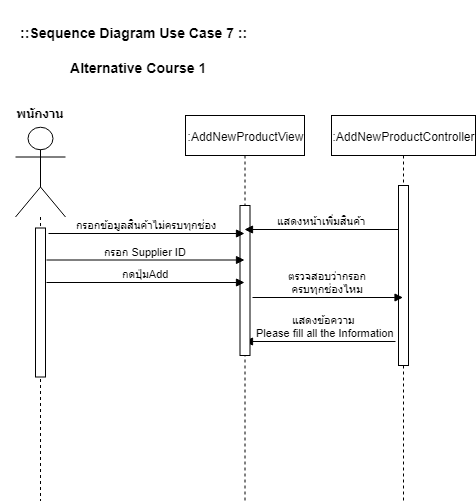 ::Sequence Diagram Use Case 7 ::
Alternative Course 1
พนักงาน
:AddNewProductView
:AddNewProductController
กรอกข้อมูลสินค้าไม่ครบทุกช่อง
แสดงหน้าเพิ่มสินค้า
กรอก Supplier ID
กดปุ่มAdd
ตรวจสอบว่ากรอก
ครบทุกช่องไหม
แสดงข้อความ
Please fill all the Information